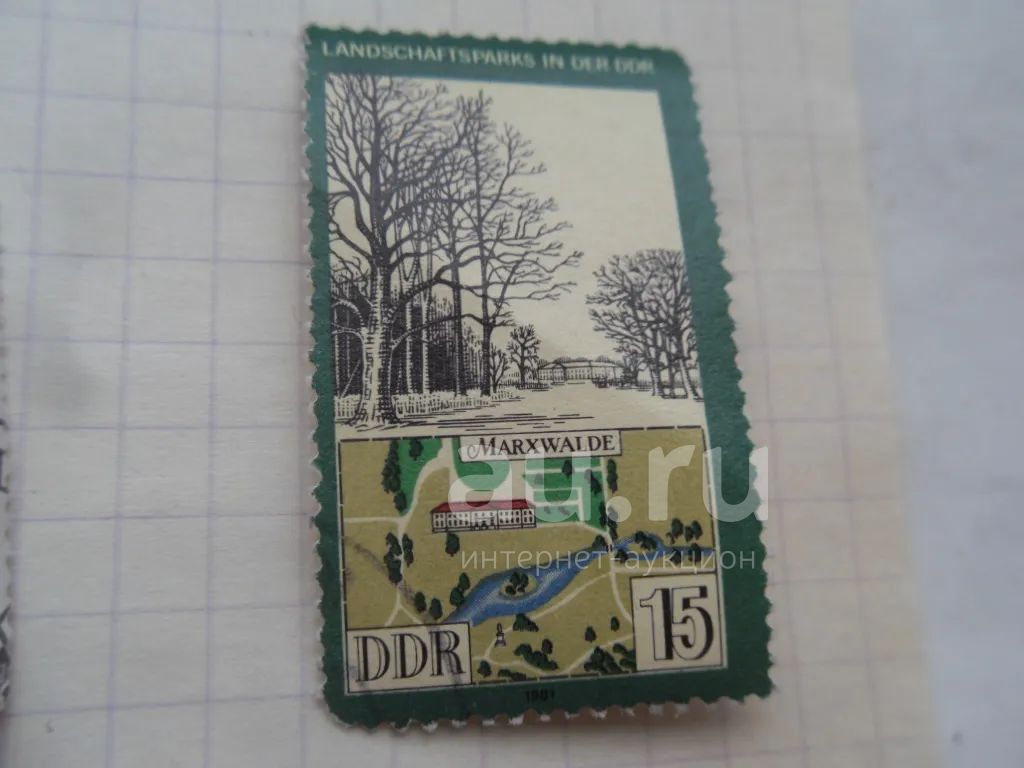 LANDSCHAFTSPARKS IN DER DDR
MARXWALDE
au.ru
интернет-аукцион
DDR
15
1981